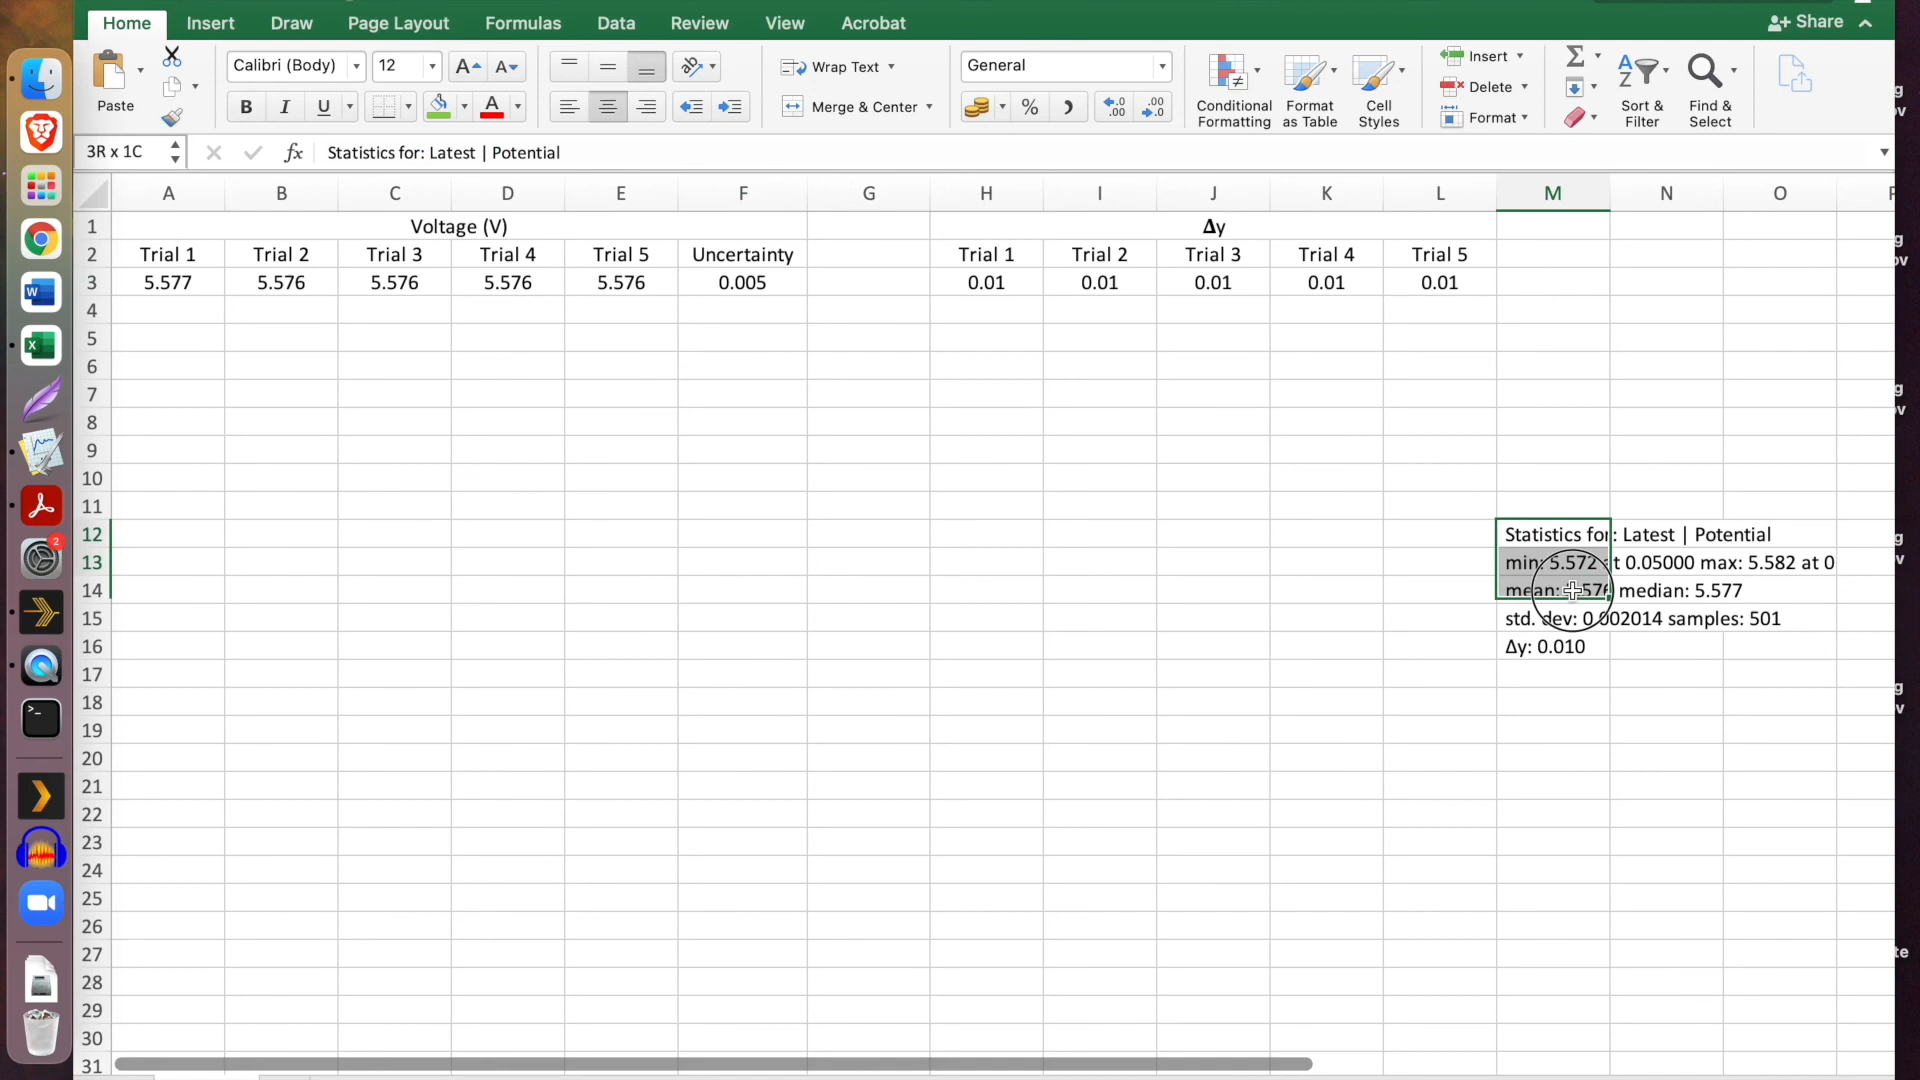 Home Insert Draw Page Layout Formulas Data Review View Acrobat Share
Calibri (Body) 12 Wrap Text General Insert
Paste B I U A Merge & Center % Conditional Formatting Format as Table Cell Styles Delete Format Sort & Filter Find & Select
3R x 1C fx Statistics for: Latest | Potential
A B C D E F G H I J K L M N O
1 Voltage (V) Δy
2 Trial 1 Trial 2 Trial 3 Trial 4 Trial 5 Uncertainty Trial 1 Trial 2 Trial 3 Trial 4 Trial 5
3 5.577 5.576 5.576 5.576 5.576 0.005 0.01 0.01 0.01 0.01 0.01
4
5
6
7
8
9
10
11
12 Statistics for: Latest | Potential
13 min: 5.572 at 0.05000 max: 5.582 at 0
14 mean: 5.576 median: 5.577
15 std. dev: 0.002014 samples: 501
16 Δy: 0.010
17
18
19
20
21
22
23
24
25
26
27
28
29
30
31